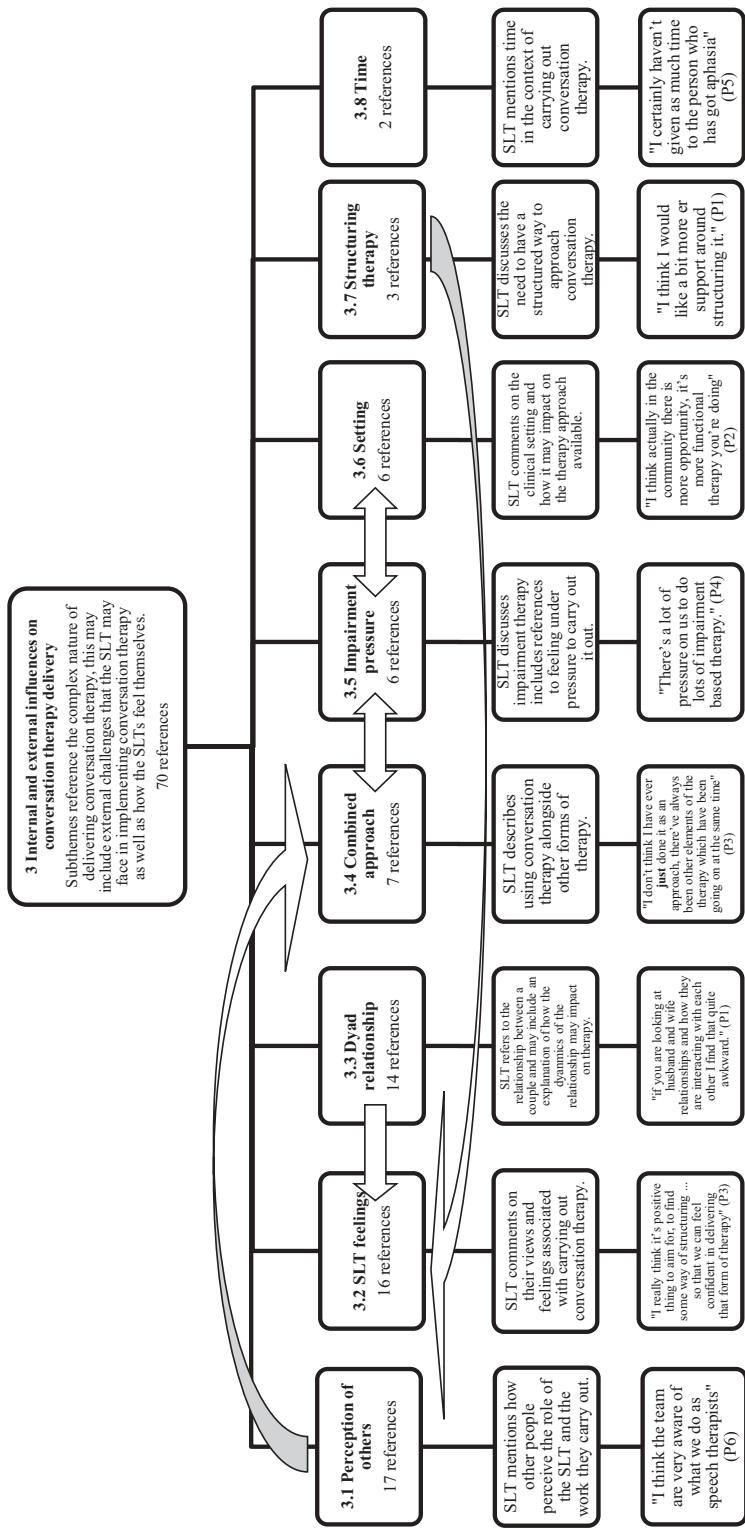 3 Internal and external influences on
conversation therapy delivery
Subthemes reference the complex nature of
delivering conversation therapy, this may
include external challenges that the SLT may
face in implementing conversation therapy
as well as how the SLTs feel themselves.
70 references
3.1 Perception of
others
17 references
SLT mentions how
other people
perceive the role of
the SLT and the
work they carry out.
"I think the team
are very aware of
what we do as
speech therapists"
(P6)
3.2 SLT feelings
16 references
SLT comments on
their views and
feelings associated
with carrying out
conversation therapy.
"I really think it's positive
thing to aim for, to find
some way of structuring ...
so that we can feel
confident in delivering
that form of therapy" (P3)
3.3 Dyad
relationship
14 references
SLT refers to the
relationship between a
couple and may include an
explanation of how the
dyanmics of the
relationship may impact
on therapy.
"if you are looking at
husband and wife
relationships and how they
are interacting with each
other I find that quite
awkward." (P1)
3.4 Combined
approach
7 references
SLT describes
using conversation
therapy alongside
other forms of
therapy.
"I don't think I have ever
just done it as an
approach, there've always
been other elements of the
therapy which have been
going on at the same time"
(P3)
3.5 Impairment
pressure
6 references
SLT discusses
impairment therapy
includes references
to feeling under
pressure to carry out
it out.
"There's a lot of
pressure on us to do
lots of impairment
based therapy." (P4)
3.6 Setting
6 references
SLT comments on the
clinical setting and
how it may impact on
the therapy approach
available.
"I think actually in the
community there is
more opportunity, it's
more functional
therapy you're doing"
(P2)
3.7 Structuring
therapy
3 references
SLT discusses the
need to have a
structured way to
approach
conversation
therapy.
"I think I would
like a bit more er
support around
structuring it." (P1)
3.8 Time
2 references
SLT mentions time
in the context of
carrying out
conversation
therapy.
"I certainly haven't
given as much time
to the person who
has got aphasia"
(P5)